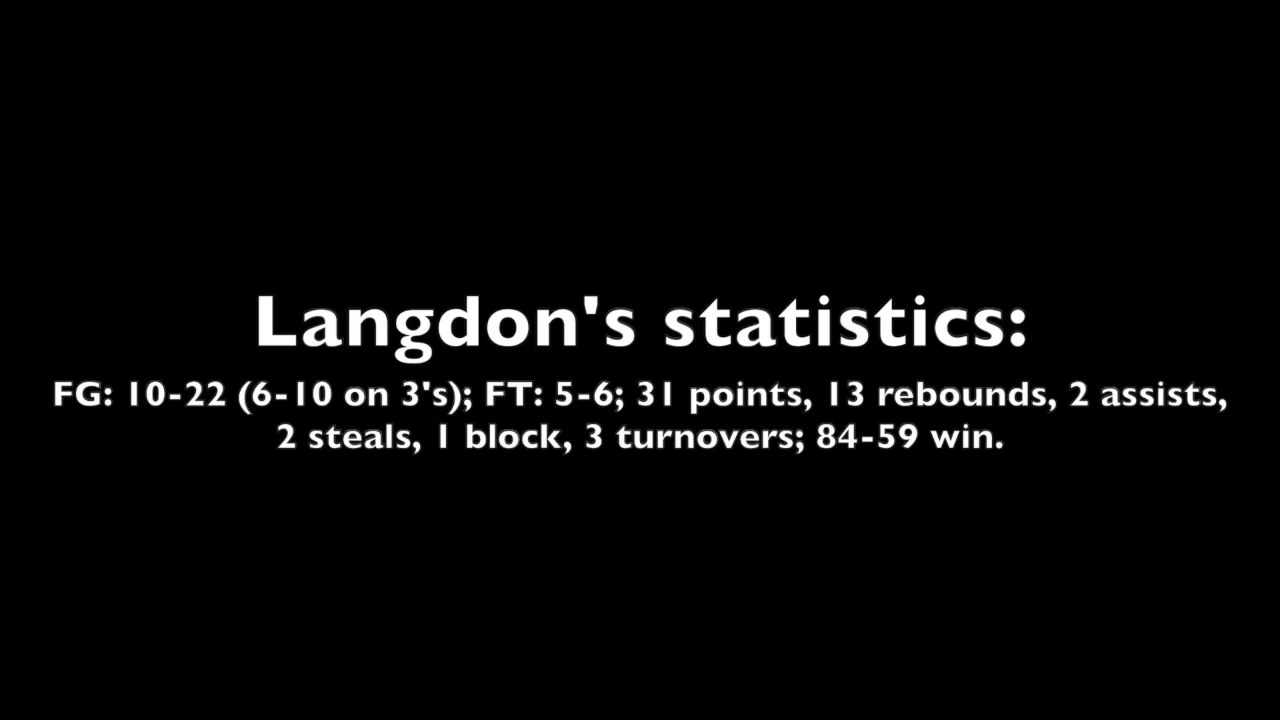 Langdon's statistics:
FG: 10-22 (6-10 on 3's); FT: 5-6; 31 points, 13 rebounds, 2 assists,
2 steals, 1 block, 3 turnovers; 84-59 win.